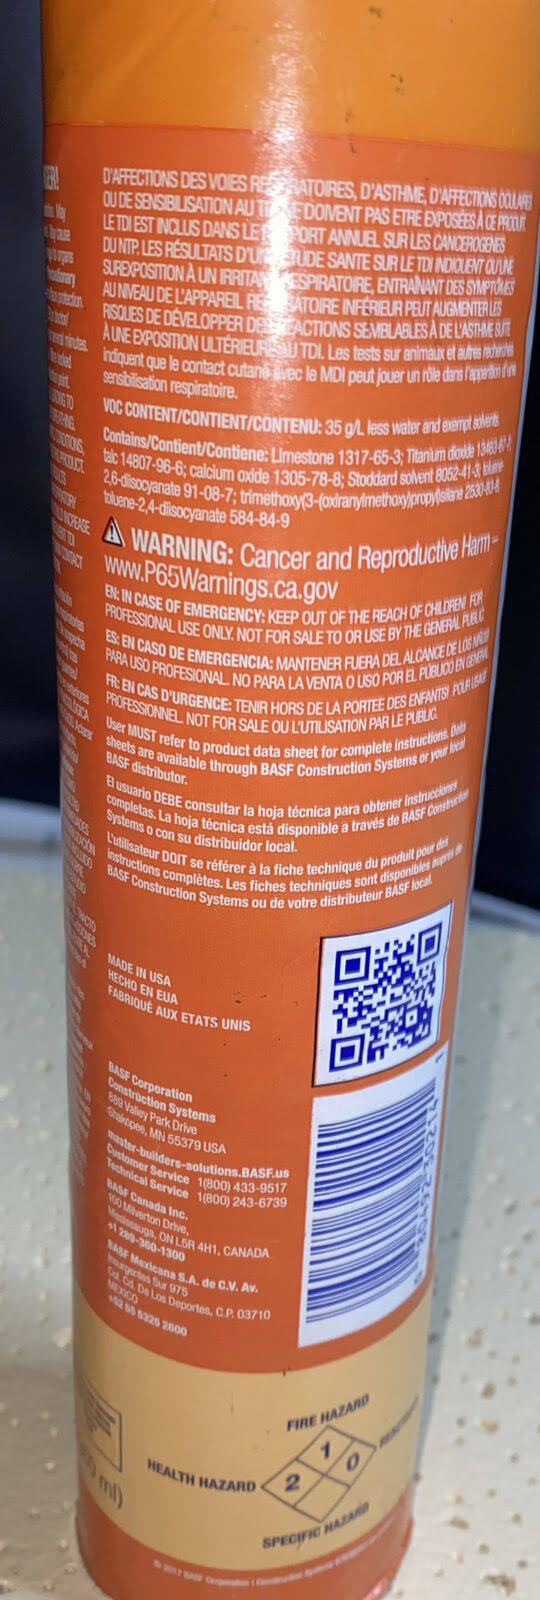 D'AFFECTIONS DES VOIES RESPIRATOIRES, D'ASTHME, D'AFFECTIONS OCULAIRES
OU DE SENSIBILISATION AU DOIVENT PAS ETRE EXPOSÉES À CE PRODUIT.
LE TDI EST INCLUS DANS LE RAPPORT ANNUEL SUR LES CANCEROGENES
DU NTP. LES RÉSULTATS D'UNE ÉTUDE SANTE SUR LE TDI INDIQUENT QU'UNE
SUREXPOSITION À UN IRRITANT RESPIRATOIRE, ENTRAÎNANT DES SYMPTÔMES
AU NIVEAU DE L'APPAREIL RESPIRATOIRE INFÉRIEUR PEUT AUGMENTER LES
RISQUES DE DÉVELOPPER DES RÉACTIONS SEMBLABLES À DE L'ASTHME SUITE
À UNE EXPOSITION ULTÉRIEURE AU TDI. Les tests sur animaux et autres recherches
indiquent que le contact cutané avec le MDI peut jouer un rôle dans l'apparition d'une
sensibilisation respiratoire.
VOC CONTENT/CONTIENT/CONTENU: 35 g/L less water and exempt solvents.
Contains/Contient/Contiene: Limestone 1317-65-3; Titanium dioxide 13463-67-7;
talc 14807-96-6; calcium oxide 1305-78-8; Stoddard solvent 8052-41-3; toluene-
2,6-diisocyanate 91-08-7; trimethoxy(3-(oxiranylmethoxy)propyl)silane 2530-83-8;
toluene-2,4-diisocyanate 584-84-9
WARNING: Cancer and Reproductive Harm –
www.P65Warnings.ca.gov
EN: IN CASE OF EMERGENCY: KEEP OUT OF THE REACH OF CHILDREN! FOR
PROFESSIONAL USE ONLY. NOT FOR SALE TO OR USE BY THE GENERAL PUBLIC.
ES: EN CASO DE EMERGENCIA: MANTENER FUERA DEL ALCANCE DE LOS NIÑOS!
PARA USO PROFESIONAL. NO PARA LA VENTA O USO POR EL PÚBLICO EN GENERAL.
FR: EN CAS D'URGENCE: TENIR HORS DE LA PORTEE DES ENFANTS! POUR USAGE
PROFESSIONNEL. NOT FOR SALE OU L'UTILISATION PAR LE PUBLIC.
User MUST refer to product data sheet for complete instructions. Data
sheets are available through BASF Construction Systems or your local
BASF distributor.
El usuario DEBE consultar la hoja técnica para obtener instrucciones
completas. La hoja técnica está disponible a través de BASF Construction
Systems o con su distribuidor local.
L'utilisateur DOIT se référer à la fiche technique du produit pour des
instructions complètes. Les fiches techniques sont disponibles auprès de
BASF Construction Systems ou de votre distributeur BASF local.
MADE IN USA
HECHO EN EUA
FABRIQUÉ AUX ETATS UNIS
BASF Corporation
Construction Systems
889 Valley Park Drive
Shakopee, MN 55379 USA
master-builders-solutions.BASF.us
Customer Service 1(800) 433-9517
Technical Service 1(800) 243-6739
BASF Canada Inc.
100 Milverton Drive,
Mississauga, ON L5R 4H1, CANADA
+1 289-360-1300
BASF Mexicana S.A. de C.V. Av.
Insurgentes Sur 975
Col. Cd. De Los Deportes, C.P. 03710
MEXICO
+52 55 5325 2600
FIRE HAZARD
HEALTH HAZARD
1
2
0
SPECIFIC HAZARD
ml)
© 2017 BASF Corporation | Construction Systems